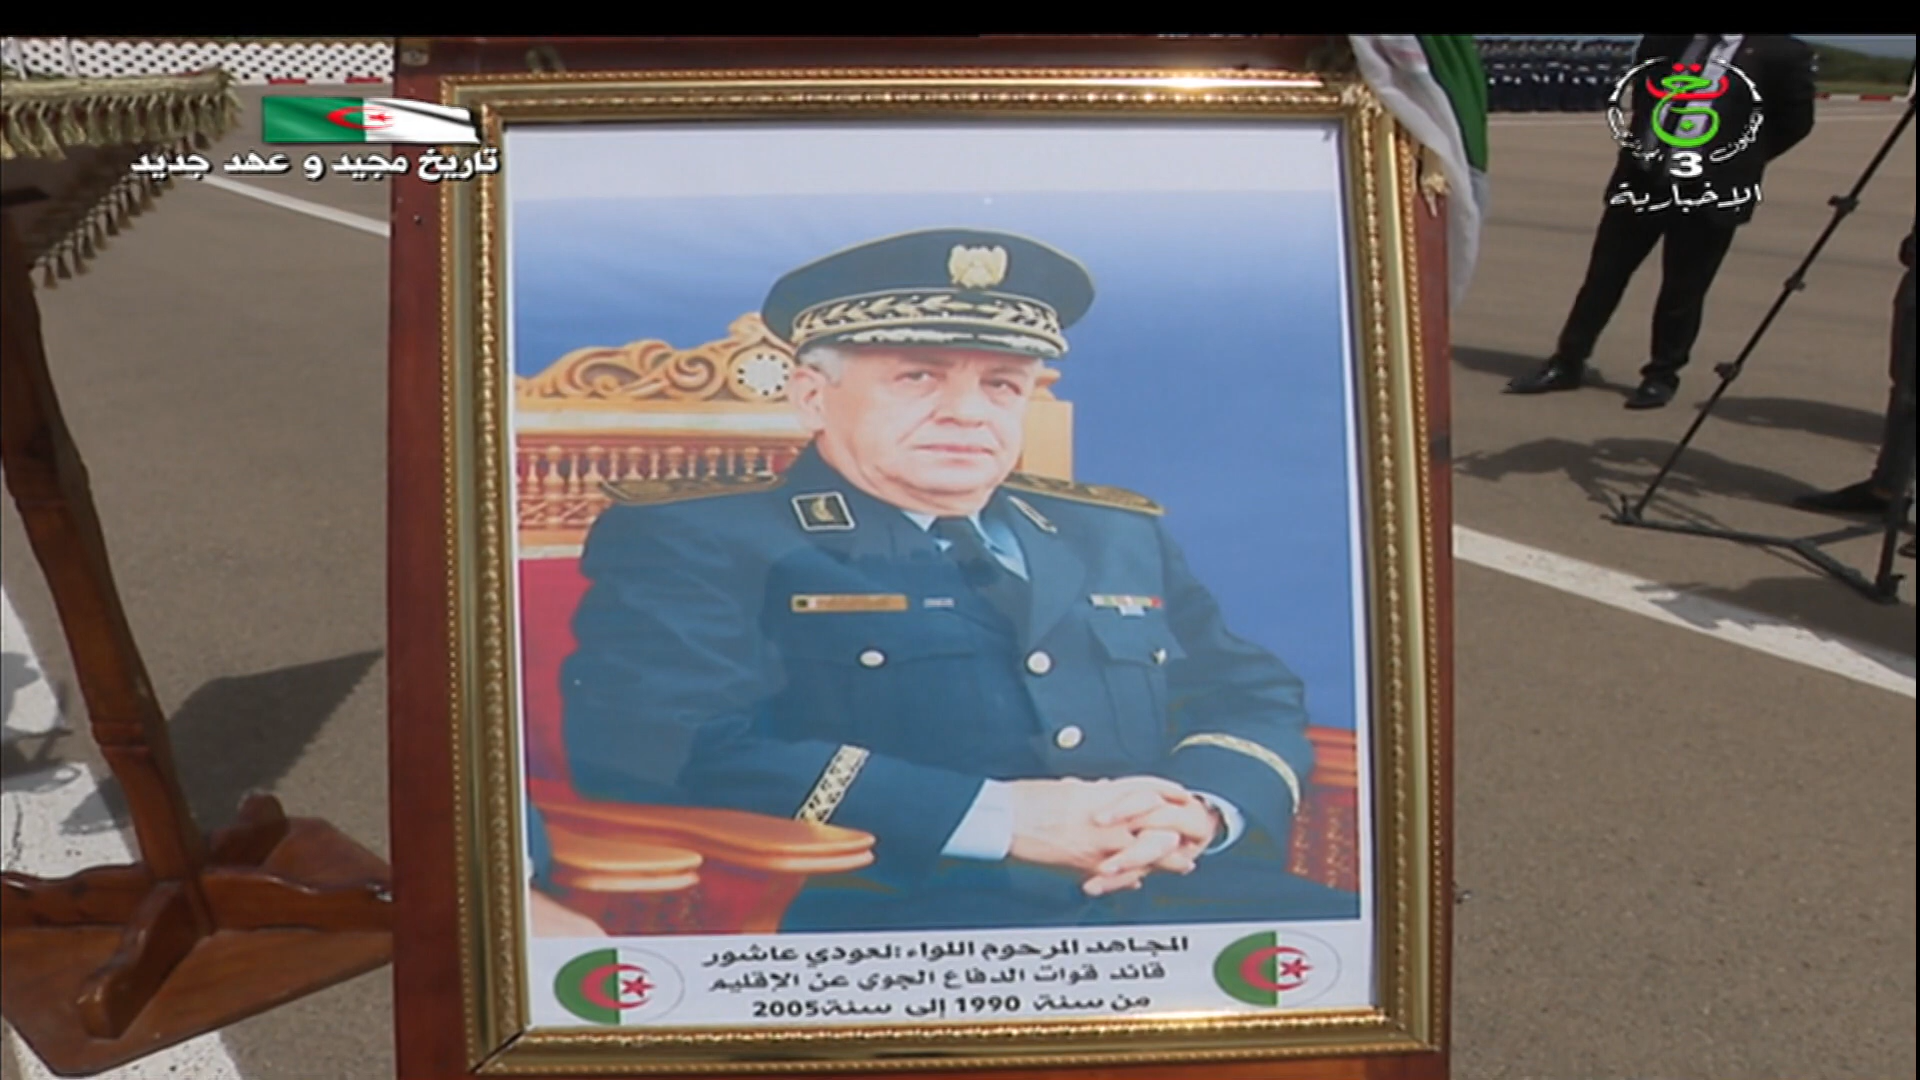 تاريخ مجيد و عهد جديد
3
الإخبارية
المجاهد المرحوم اللواء: لعودي عاشور
قائد قوات الدفاع الجوي عن الإقليم
من سنة 1990 إلى سنة 2005